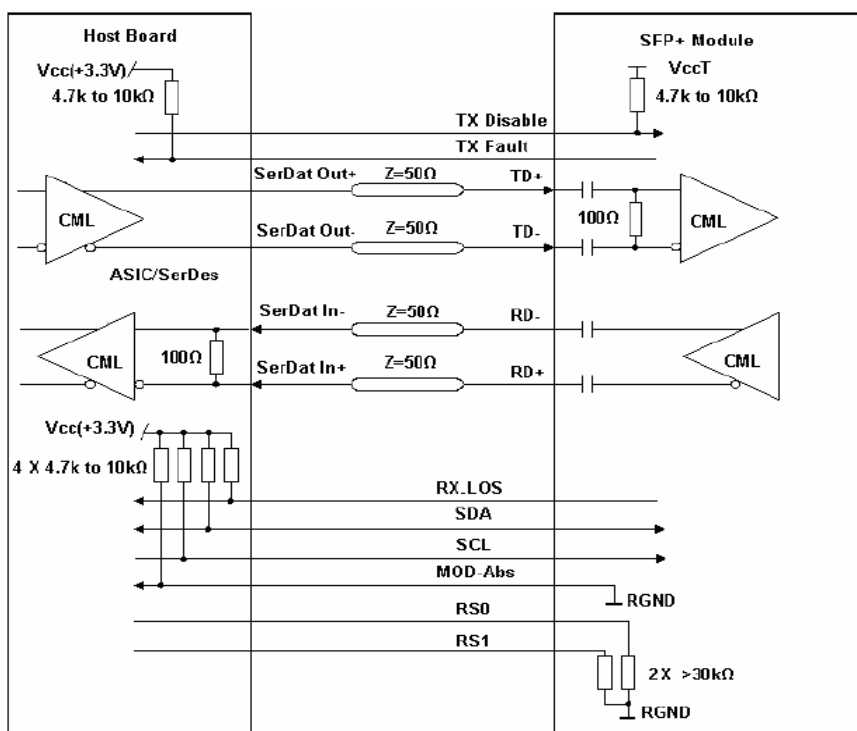 Host Board
SFP+ Module
Vcc(+3.3V)
4.7k to 10kΩ
VccT
4.7k to 10kΩ
TX Disable
TX Fault
SerDat Out+
Z=50Ω
TD+
CML
100Ω
CML
SerDat Out-
Z=50Ω
TD-
ASIC/SerDes
SerDat In-
Z=50Ω
RD-
CML
100Ω
CML
SerDat In+
Z=50Ω
RD+
Vcc(+3.3V)
4 X 4.7k to 10kΩ
RX_LOS
SDA
SCL
MOD-Abs
RGND
RS0
RS1
2X >30kΩ
RGND